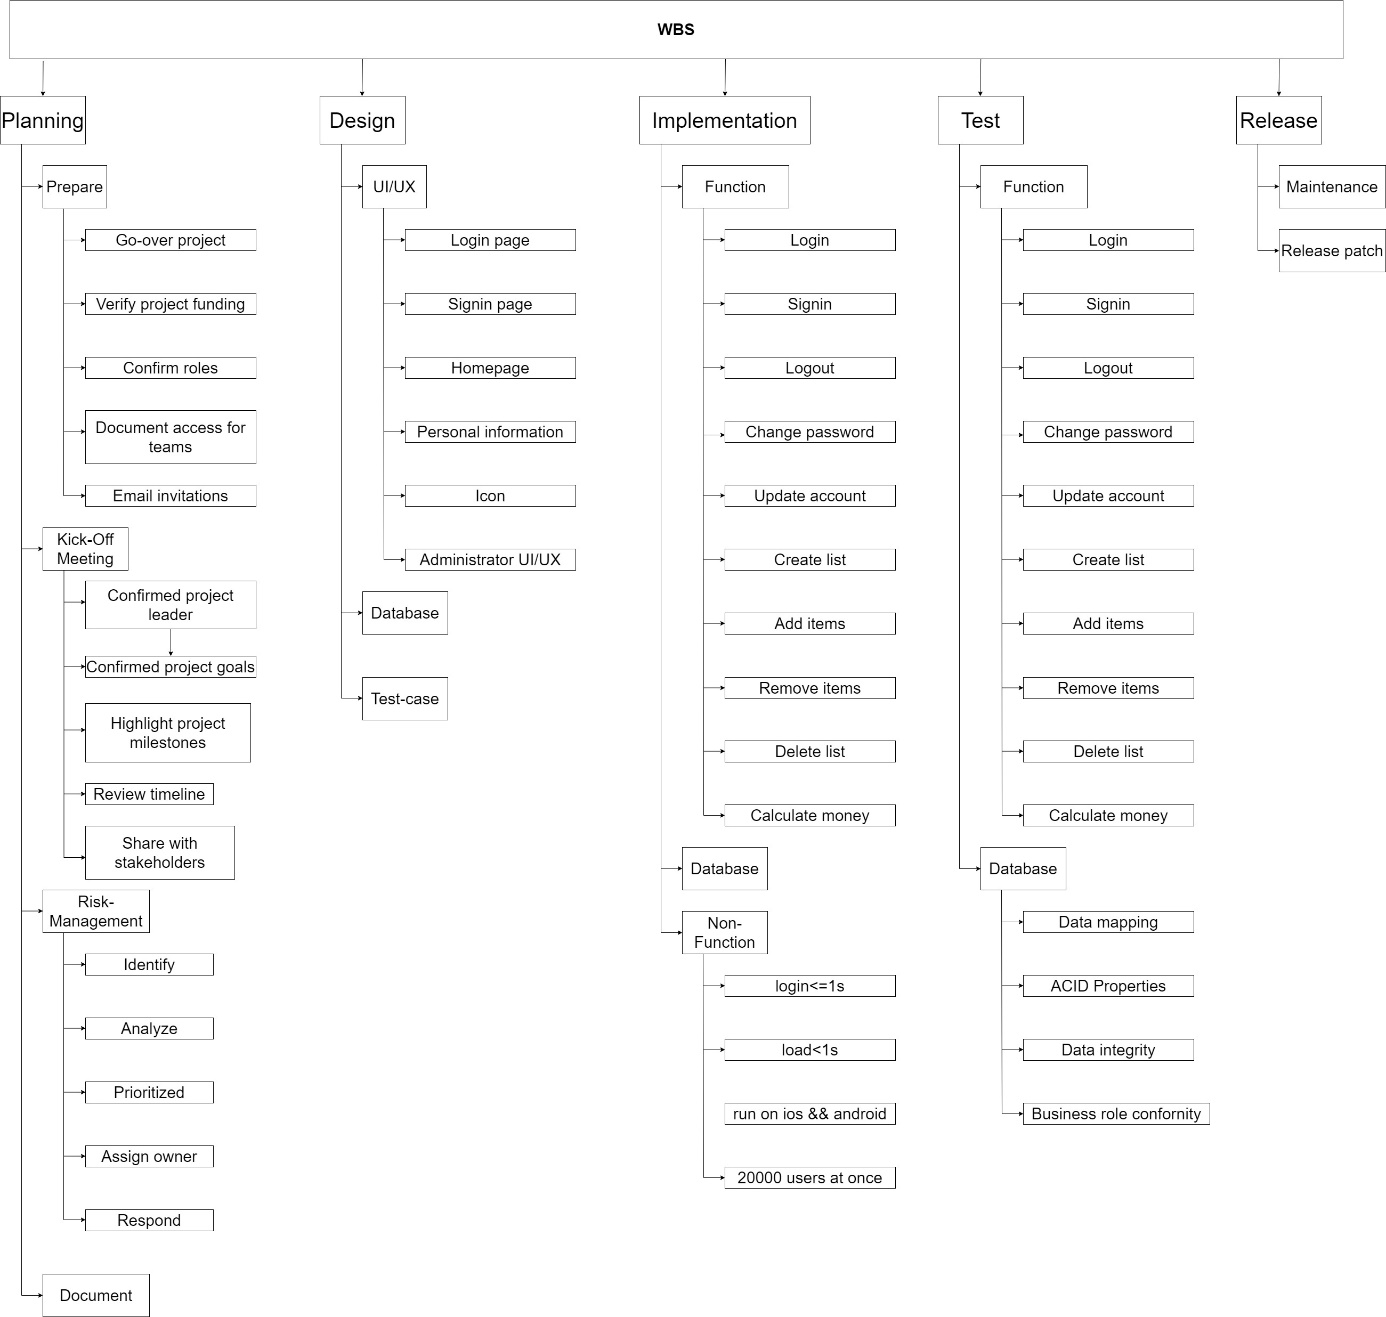 WBS
Planning
Prepare
Go-over project
Verify project funding
Confirm roles
Document access for
teams
Email invitations
Kick-Off
Meeting
Confirmed project
leader
Confirmed project goals
Highlight project
milestones
Review timeline
Share with
stakeholders
Risk-
Management
Identify
Analyze
Prioritized
Assign owner
Respond
Document
Design
UI/UX
Login page
Signin page
Homepage
Personal information
Icon
Administrator UI/UX
Database
Test-case
Implementation
Function
Login
Signin
Logout
Change password
Update account
Create list
Add items
Remove items
Delete list
Calculate money
Database
Non-
Function
login<=1s
load<1s
run on ios && android
20000 users at once
Test
Function
Login
Signin
Logout
Change password
Update account
Create list
Add items
Remove items
Delete list
Calculate money
Database
Data mapping
ACID Properties
Data integrity
Business role confornity
Release
Maintenance
Release patch